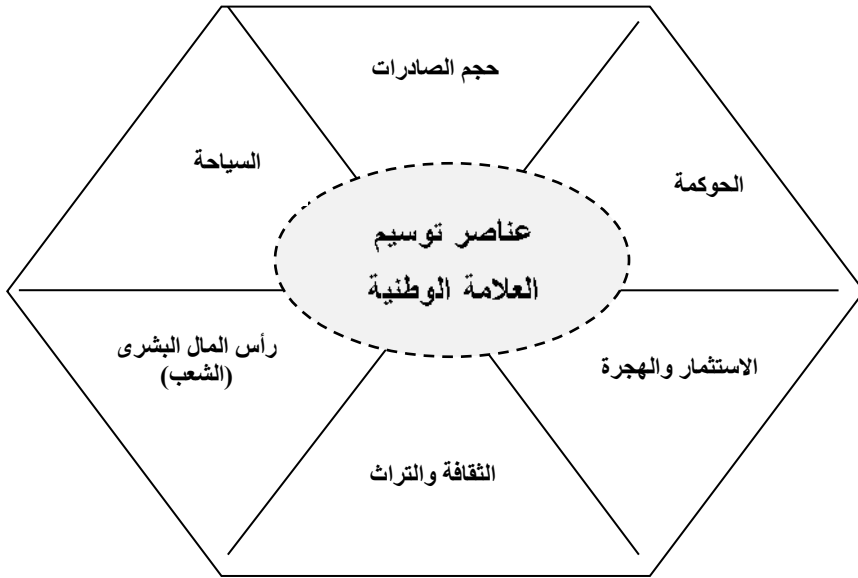 حجم الصادرات
السياحة
الحوكمة
عناصر توسيم
العلامة الوطنية
رأس المال البشرى
(الشعب)
الاستثمار والهجرة
الثقافة والتراث